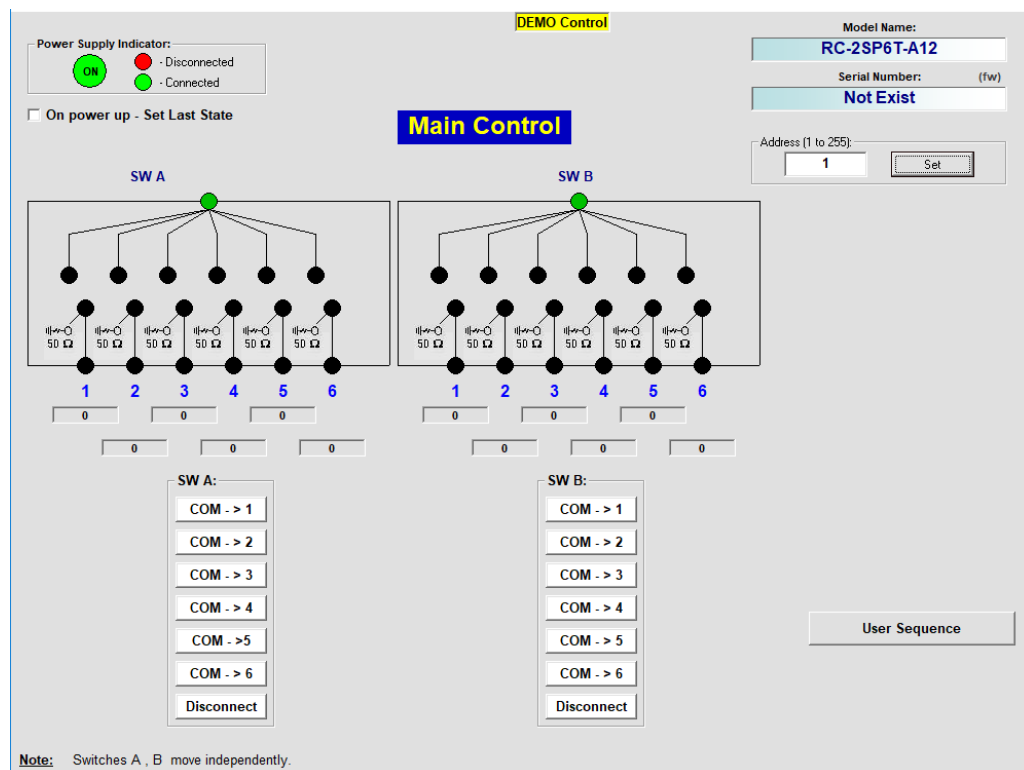 DEMO Control
Power Supply Indicator:
ON
- Disconnected
- Connected
On power up - Set Last State
Main Control
Model Name:
RC-2SP6T-A12
Serial Number: (fw)
Not Exist
Address (1 to 255):
1 Set
SW A
50 Ω 50 Ω 50 Ω 50 Ω 50 Ω 50 Ω
1 2 3 4 5 6
0 0 0
0 0 0
SW B
50 Ω 50 Ω 50 Ω 50 Ω 50 Ω 50 Ω
1 2 3 4 5 6
0 0 0
0 0 0
SW A:
COM - > 1
COM - > 2
COM - > 3
COM - > 4
COM - >5
COM - > 6
Disconnect
SW B:
COM - > 1
COM - > 2
COM - > 3
COM - > 4
COM - > 5
COM - > 6
Disconnect
User Sequence
Note: Switches A , B move independently.